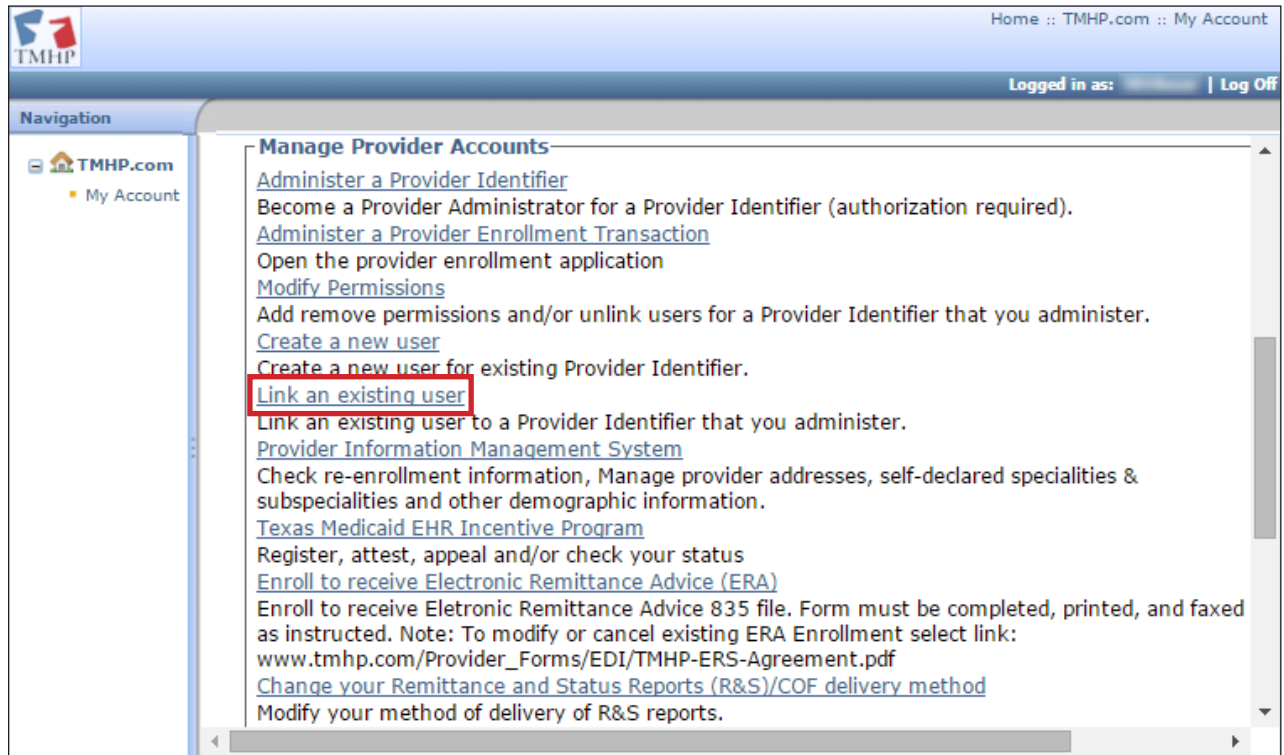 TMHP
Home :: TMHP.com :: My Account
Logged in as: | Log Off
Navigation
TMHP.com
My Account
Manage Provider Accounts
Administer a Provider Identifier
Become a Provider Administrator for a Provider Identifier (authorization required).
Administer a Provider Enrollment Transaction
Open the provider enrollment application
Modify Permissions
Add remove permissions and/or unlink users for a Provider Identifier that you administer.
Create a new user
Create a new user for existing Provider Identifier.
Link an existing user
Link an existing user to a Provider Identifier that you administer.
Provider Information Management System
Check re-enrollment information, Manage provider addresses, self-declared specialities &
subspecialities and other demographic information.
Texas Medicaid EHR Incentive Program
Register, attest, appeal and/or check your status
Enroll to receive Electronic Remittance Advice (ERA)
Enroll to receive Eletronic Remittance Advice 835 file. Form must be completed, printed, and faxed
as instructed. Note: To modify or cancel existing ERA Enrollment select link:
www.tmhp.com/Provider_Forms/EDI/TMHP-ERS-Agreement.pdf
Change your Remittance and Status Reports (R&S)/COF delivery method
Modify your method of delivery of R&S reports.